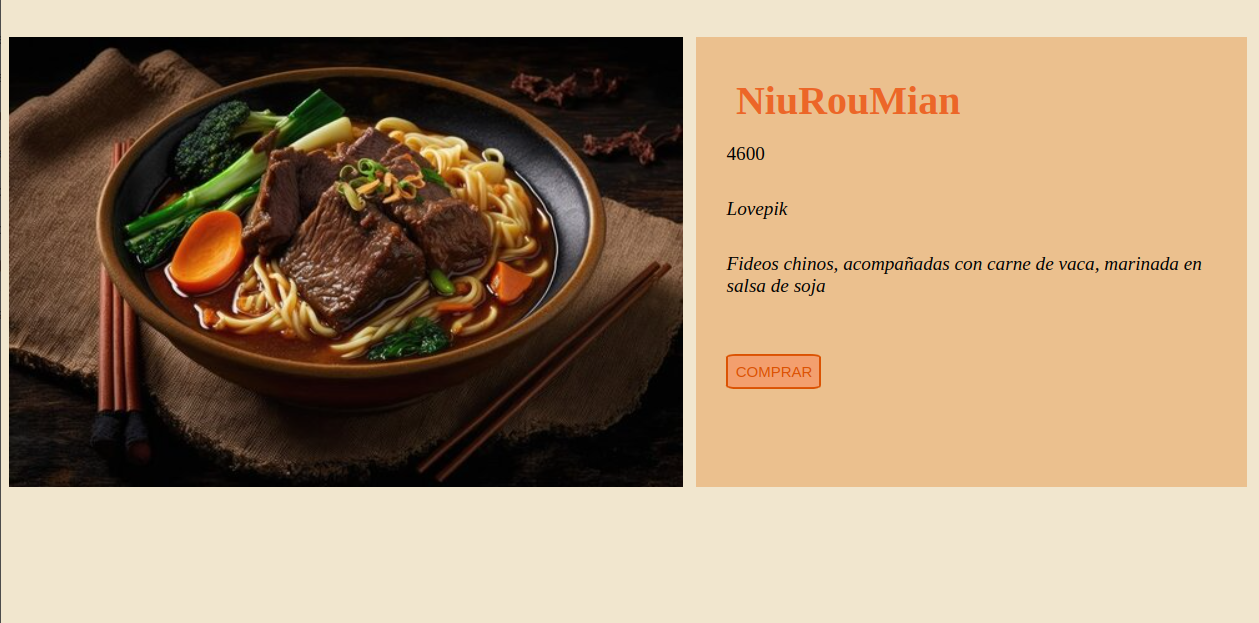 NiuRouMian
4600
Lovepik
Fideos chinos, acompañadas con carne de vaca, marinada en
salsa de soja
COMPRAR